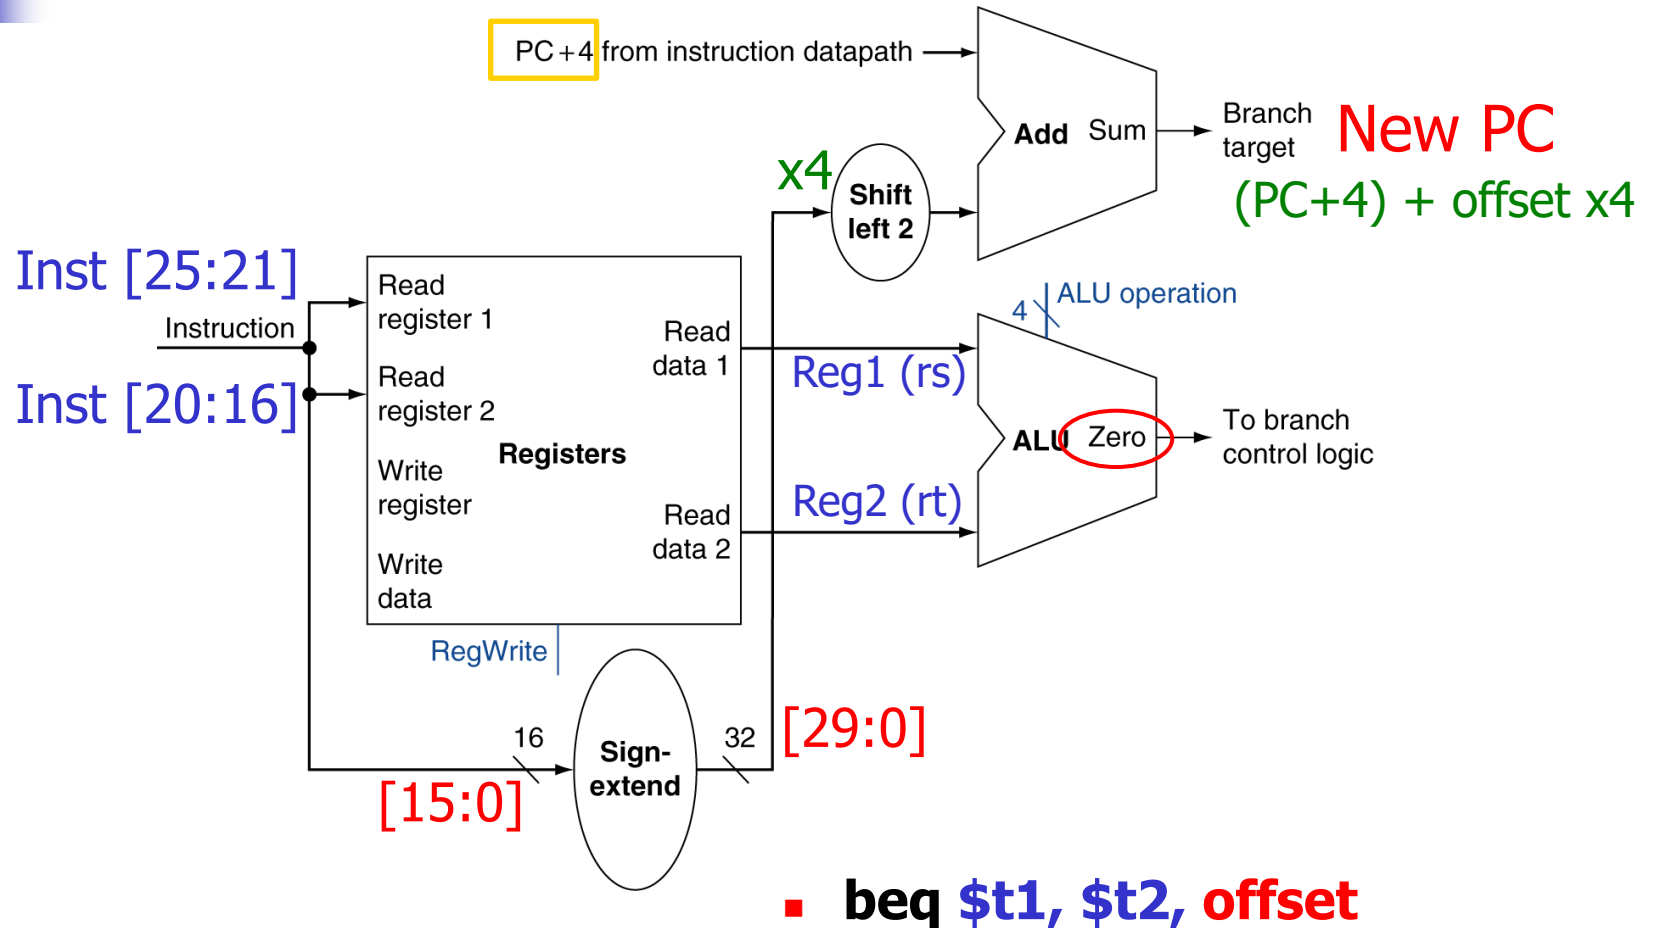 PC+4 from instruction datapath
Add Sum
Branch
target
New PC
(PC+4) + offset x4
x4
Shift
left 2
Inst [25:21]
Instruction
Inst [20:16]
Read
register 1
Read
register 2
Registers
Write
register
Write
data
Read
data 1
Read
data 2
RegWrite
Reg1 (rs)
Reg2 (rt)
4
ALU operation
ALU Zero
To branch
control logic
16
[15:0]
Sign-
extend
32
[29:0]
■ beq $t1, $t2, offset